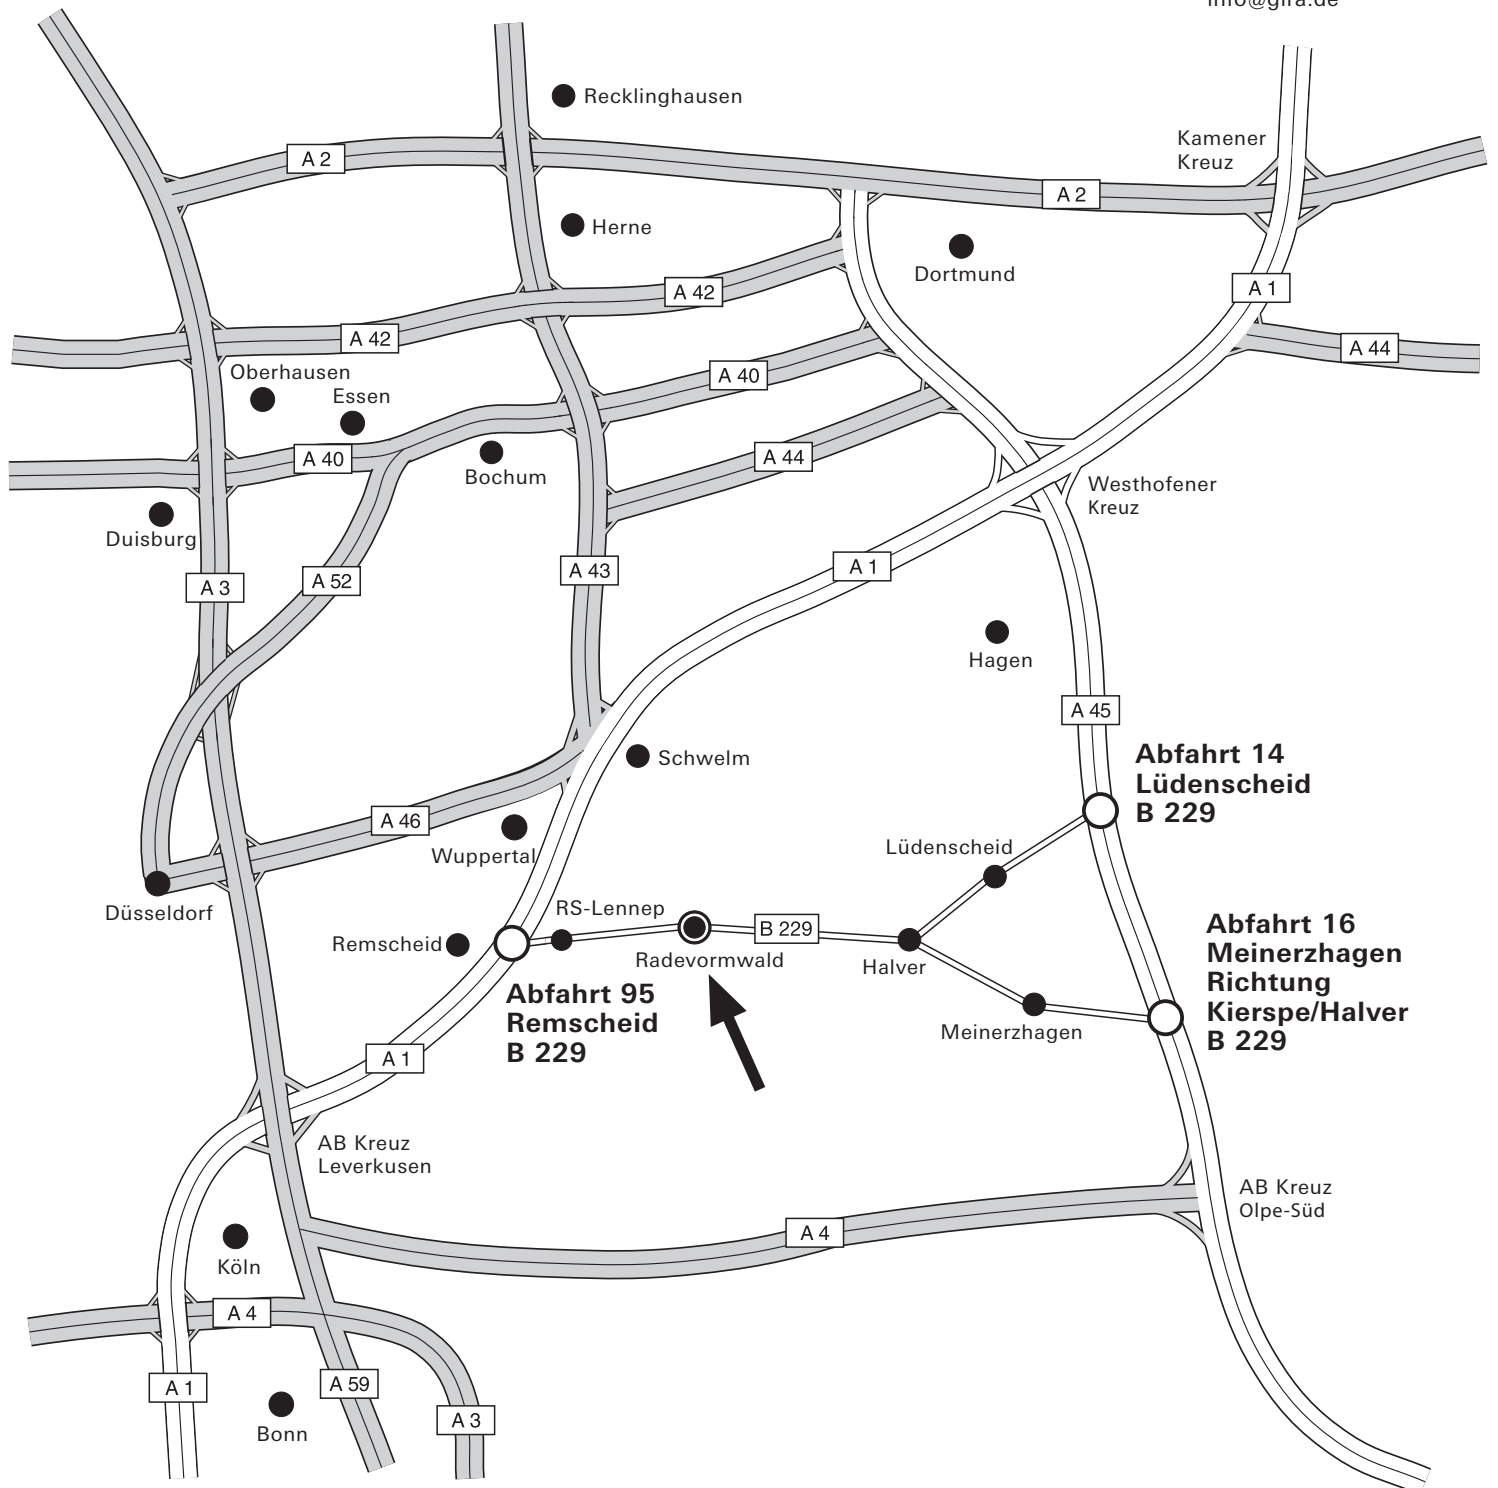 info@gira.de
Recklinghausen
Kamener
Kreuz
A 2
A 2
Herne
Dortmund
A 42
A 1
A 42
A 44
Oberhausen
A 40
Essen
A 40
A 44
Bochum
Westhofener
Kreuz
Duisburg
A 3
A 52
A 43
A 1
Hagen
A 45
Schwelm
Abfahrt 14
Lüdenscheid
B 229
A 46
Wuppertal
Lüdenscheid
Düsseldorf
RS-Lennep
Remscheid
B 229
Radevormwald
Halver
Abfahrt 16
Meinerzhagen
Richtung
Kierspe/Halver
B 229
Abfahrt 95
Remscheid
B 229
Meinerzhagen
A 1
AB Kreuz
Leverkusen
AB Kreuz
Olpe-Süd
A 4
Köln
A 4
A 1
A 59
A 3
Bonn